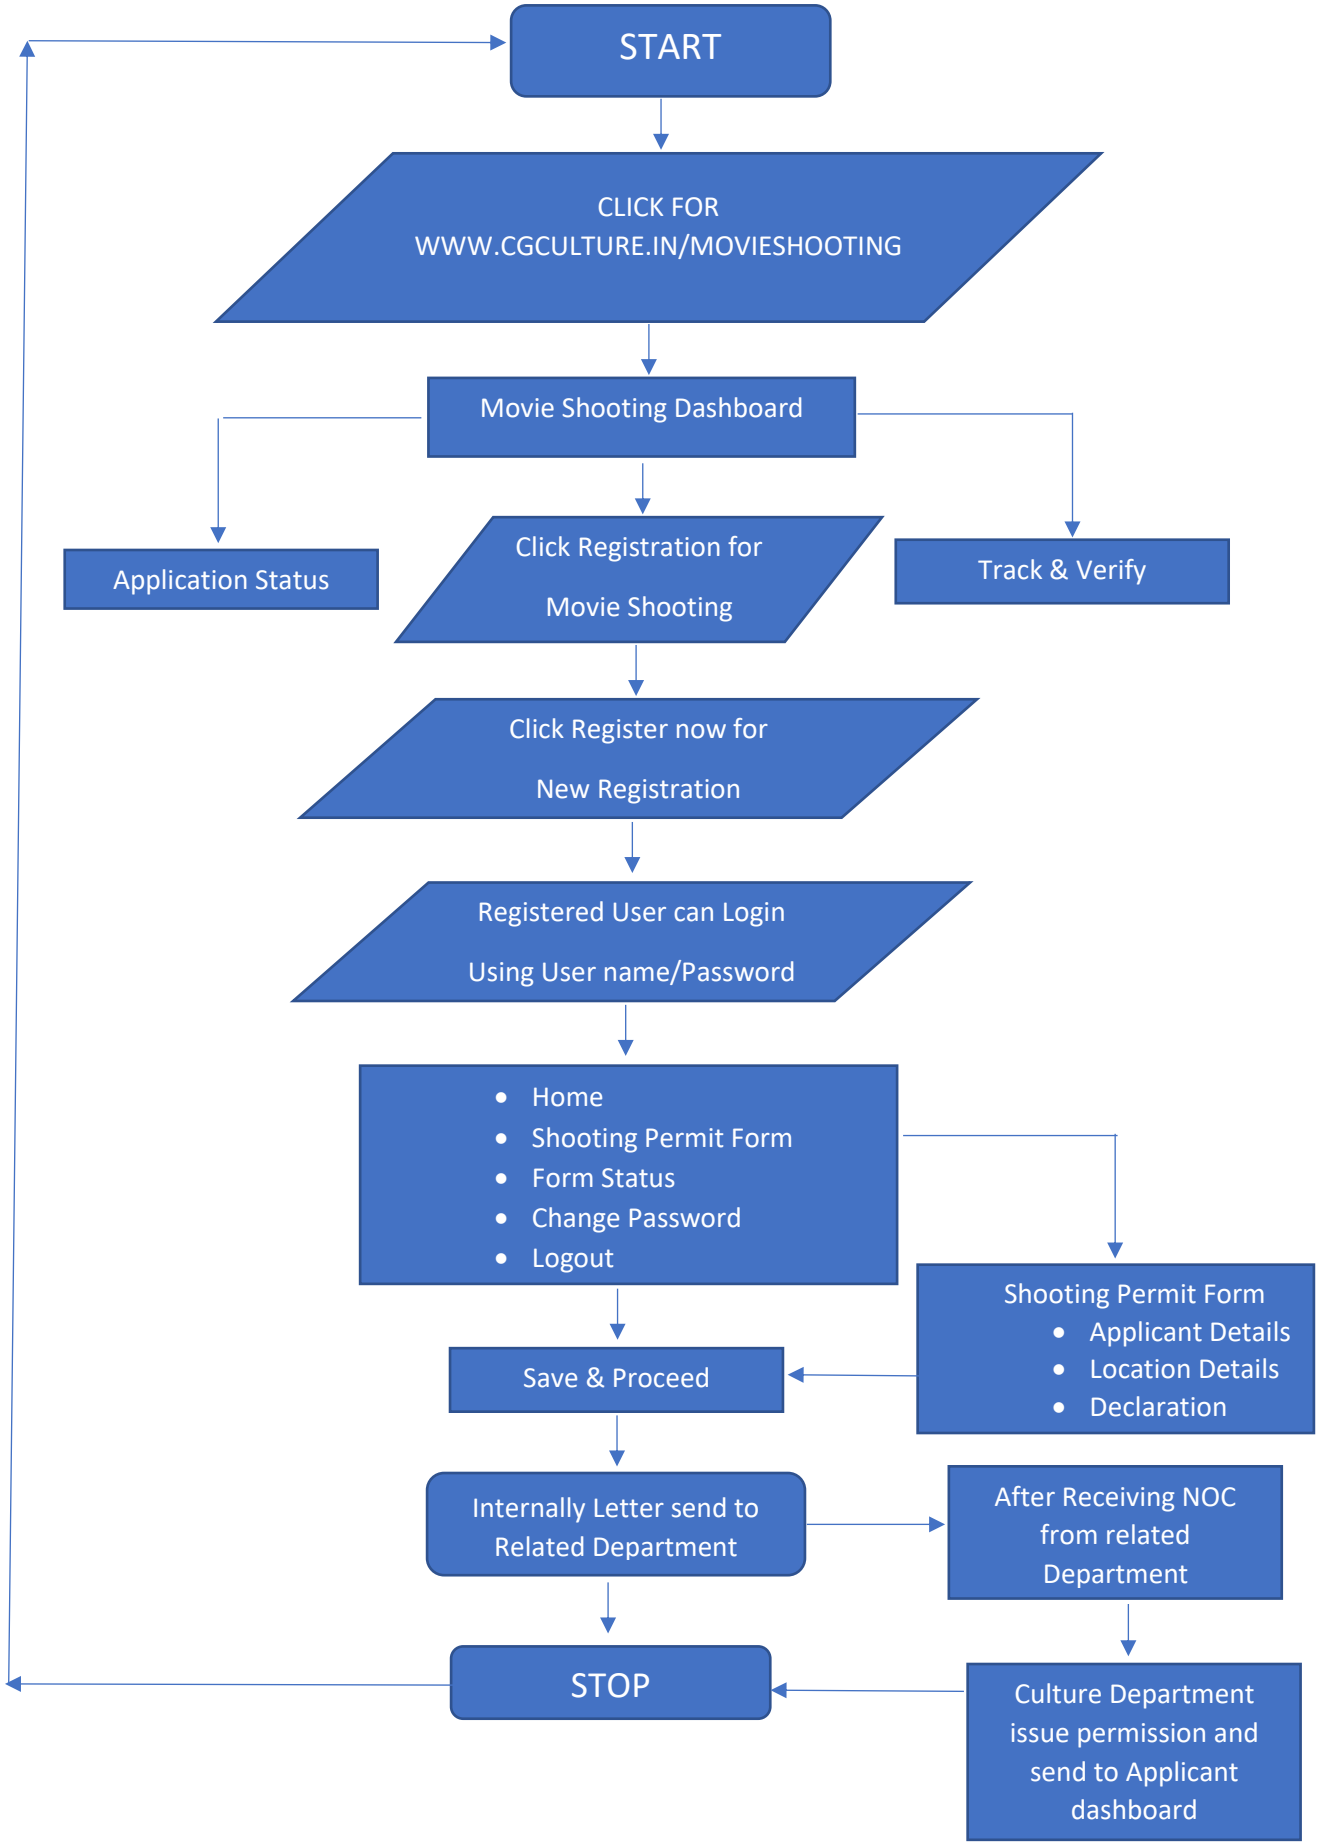 START
CLICK FOR
WWW.CGCULTURE.IN/MOVIESHOOTING
Movie Shooting Dashboard
Application Status
Click Registration for
Movie Shooting
Track & Verify
Click Register now for
New Registration
Registered User can Login
Using User name/Password
• Home
• Shooting Permit Form
• Form Status
• Change Password
• Logout
Shooting Permit Form
• Applicant Details
• Location Details
• Declaration
Save & Proceed
Internally Letter send to
Related Department
After Receiving NOC
from related
Department
STOP
Culture Department
issue permission and
send to Applicant
dashboard